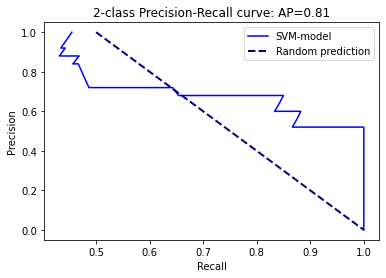 2-class Precision-Recall curve: AP=0.81
SVM-model
Random prediction
Precision
1.0
0.8
0.6
0.4
0.2
0.0
0.5 0.6 0.7 0.8 0.9 1.0
Recall